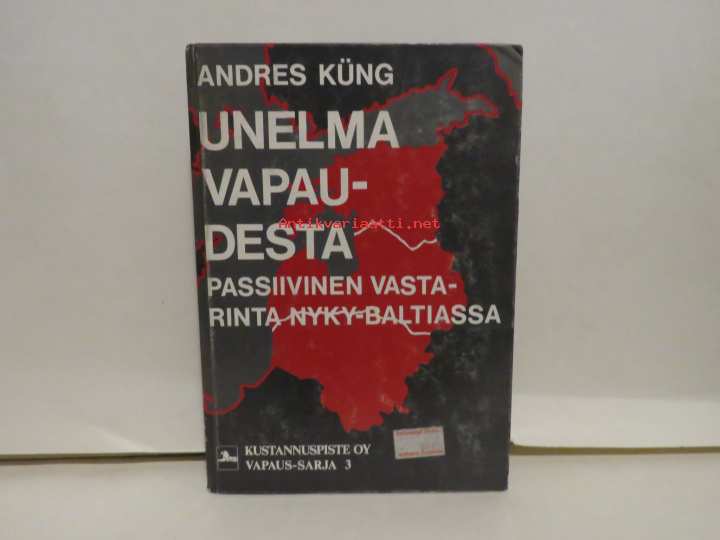 ANDRES KÜNG
UNELMA
VAPAU-
Antikvariaatti.net
DESTA
PASSIIVINEN VASTA-
RINTA NYKY-BALTIASSA
KUSTANNUSPISTE OY
VAPAUS-SARJA 3